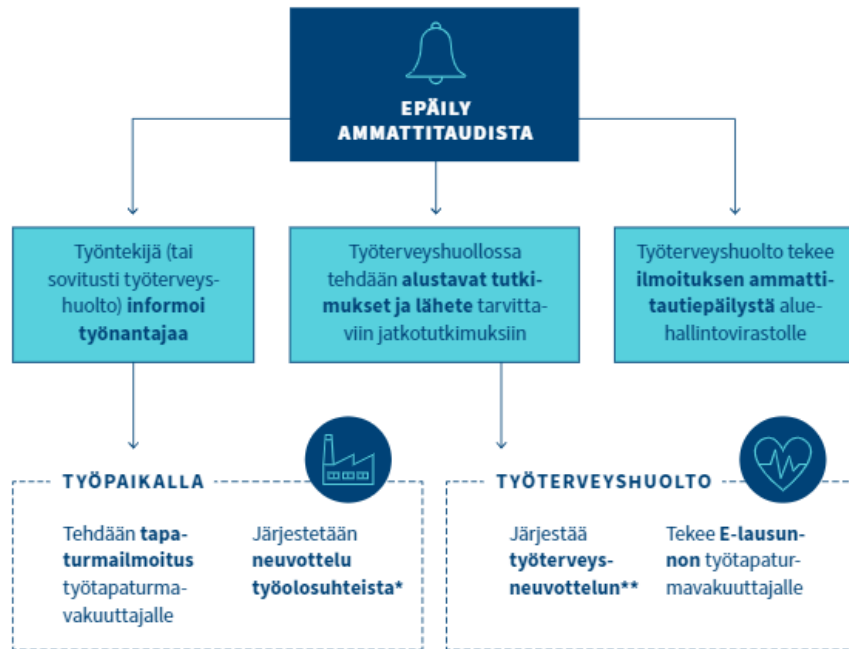 EPÄILY
AMMATTITAUDISTA
Työntekijä (tai
sovitusti työterveys-
huolto) informoi
työnantajaa
Työterveyshuollossa
tehdään alustavat tutki-
mukset ja lähete tarvitta-
viin jatkotutkimuksiin
Työterveyshuolto tekee
ilmoituksen ammatti-
tautiepäilystä alue-
hallintovirastolle
TYÖPAIKALLA
Tehdään tapa-
turmailmoitus
työtapaturma-
vakuuttajalle
Järjestetään
neuvottelu
työolosuhteista*
TYÖTERVEYSHUOLTO
Järjestää
työterveys-
neuvottelun**
Tekee E-lausun-
non työtapatur-
mavakuuttajalle